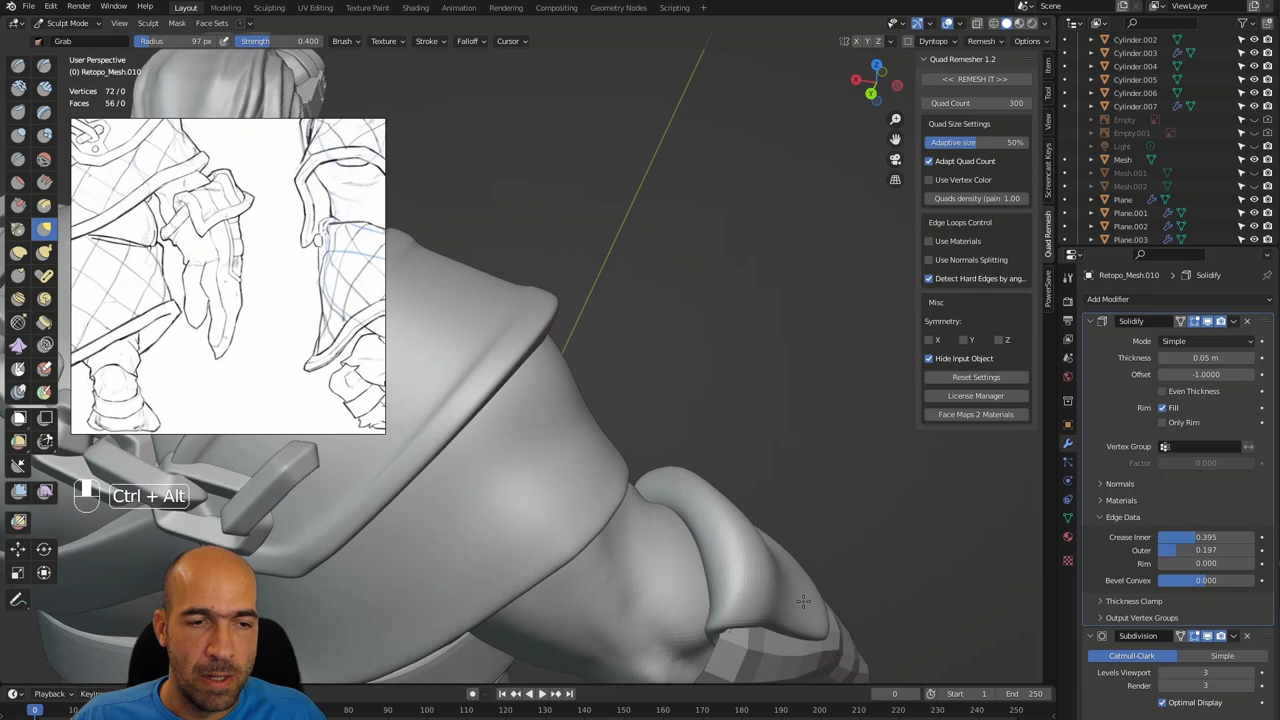 File Edit Render Window Help Layout Modeling Sculpting UV Editing Texture Paint Shading Animation Rendering Compositing Geometry Nodes Scripting Scene ViewLayer
Sculpt Mode View Sculpt Mask Face Sets
Grab Radius 97 px Strength 0.400 Brush Texture Stroke Falloff Cursor X Y Z Dyntopo Remesh Options
User Perspective
(0) Retopo_Mesh.010
Vertices 72/0
Faces 56/0
Z
X
Y
Ctrl + Alt
Quad Remesher 1.2
<< REMESH IT >>
Quad Count 300
Quad Size Settings
Adaptive size 50%
Adapt Quad Count
Use Vertex Color
Quads density (pain 1.00
Edge Loops Control
Use Materials
Use Normals Splitting
Detect Hard Edges by ang...
Misc
Symmetry:
X Y Z
Hide Input Object
Reset Settings
License Manager
Face Maps 2 Materials
Item
Tool
View
Screencast Keys
Quad Remesh
PowerSave
Cylinder.002
Cylinder.003
Cylinder.004
Cylinder.005
Cylinder.006
Cylinder.007
Empty
Empty.001
Light
Mesh
Mesh.001
Mesh.002
Plane
Plane.001
Plane.002
Plane.003
Retopo_Mesh.010 Solidify
Add Modifier
Solidify
Mode Simple
Thickness 0.05 m
Offset -1.0000
Even Thickness
Rim Fill
Only Rim
Vertex Group
Factor 0.000
Normals
Materials
Edge Data
Crease Inner 0.395
Outer 0.197
Rim 0.000
Bevel Convex 0.000
Thickness Clamp
Output Vertex Groups
Subdivision
Catmull-Clark Simple
Levels Viewport 3
Render 3
Optimal Display
Playback 0 Start 1 End 250
0 80 90 100 110 120 130 140 150 160 170 180 190 200 210 220 230 240 250